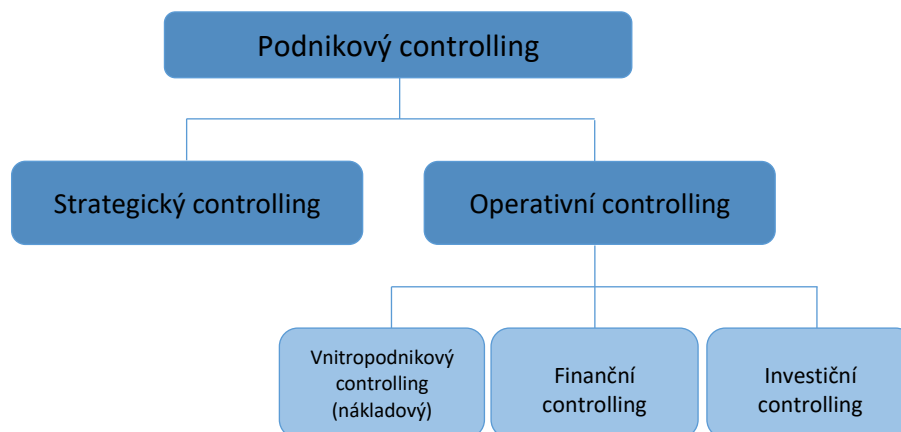 Podnikový controlling
Strategický controlling
Operativní controlling
Vnitropodnikový
controlling
(nákladový)
Finanční
controlling
Investiční
controlling